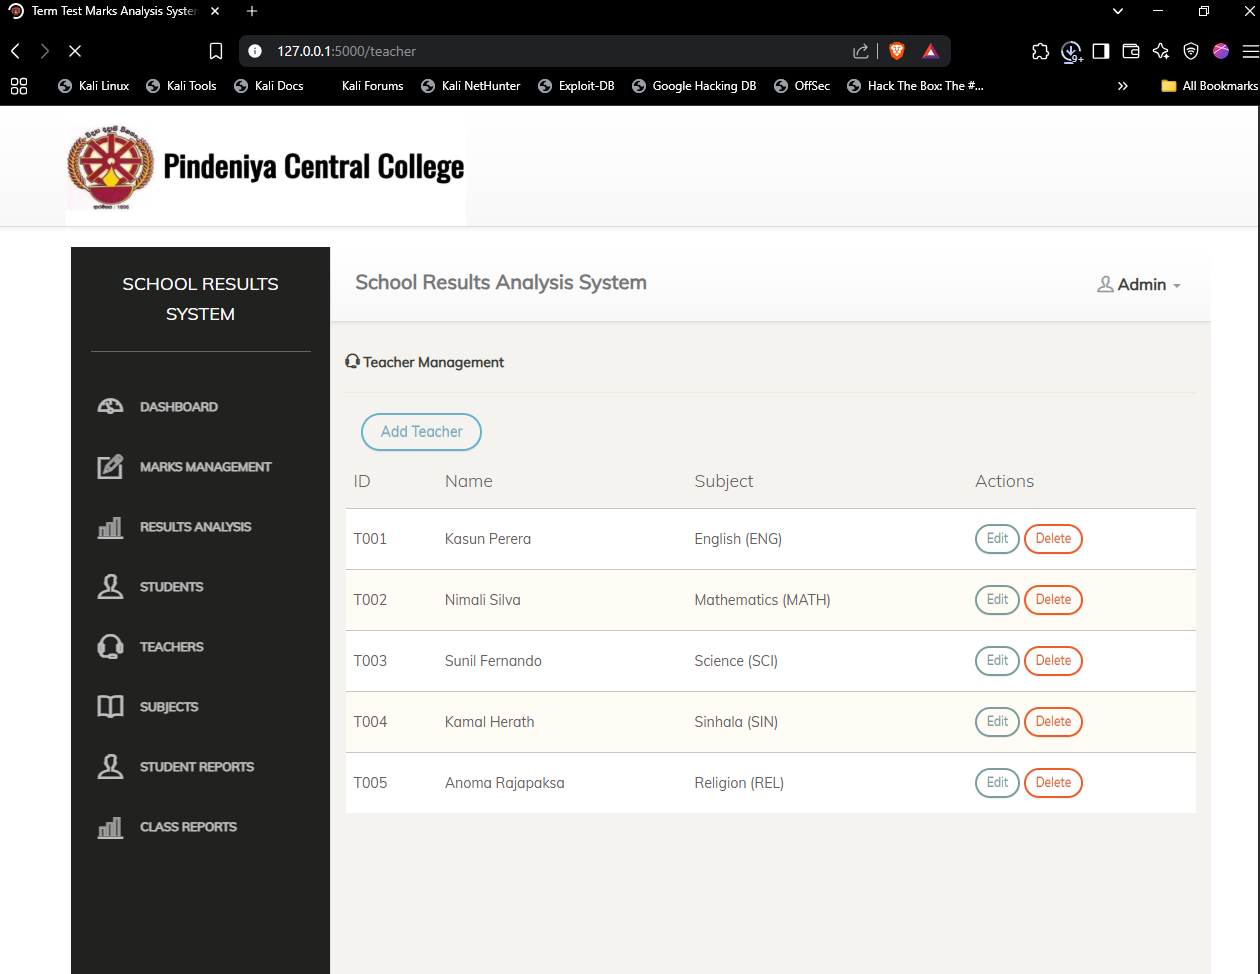 Term Test Marks Analysis Syste
127.0.0.1:5000/teacher
9+
Kali Linux Kali Tools Kali Docs Kali Forums Kali NetHunter Exploit-DB Google Hacking DB OffSec Hack The Box: The #... » All Bookmarks
Pindeniya Central College
SCHOOL RESULTS
SYSTEM
School Results Analysis System
Admin
Teacher Management
DASHBOARD
MARKS MANAGEMENT
RESULTS ANALYSIS
STUDENTS
TEACHERS
SUBJECTS
STUDENT REPORTS
CLASS REPORTS
Add Teacher
ID Name Subject Actions
T001 Kasun Perera English (ENG) Edit Delete
T002 Nimali Silva Mathematics (MATH) Edit Delete
T003 Sunil Fernando Science (SCI) Edit Delete
T004 Kamal Herath Sinhala (SIN) Edit Delete
T005 Anoma Rajapaksa Religion (REL) Edit Delete